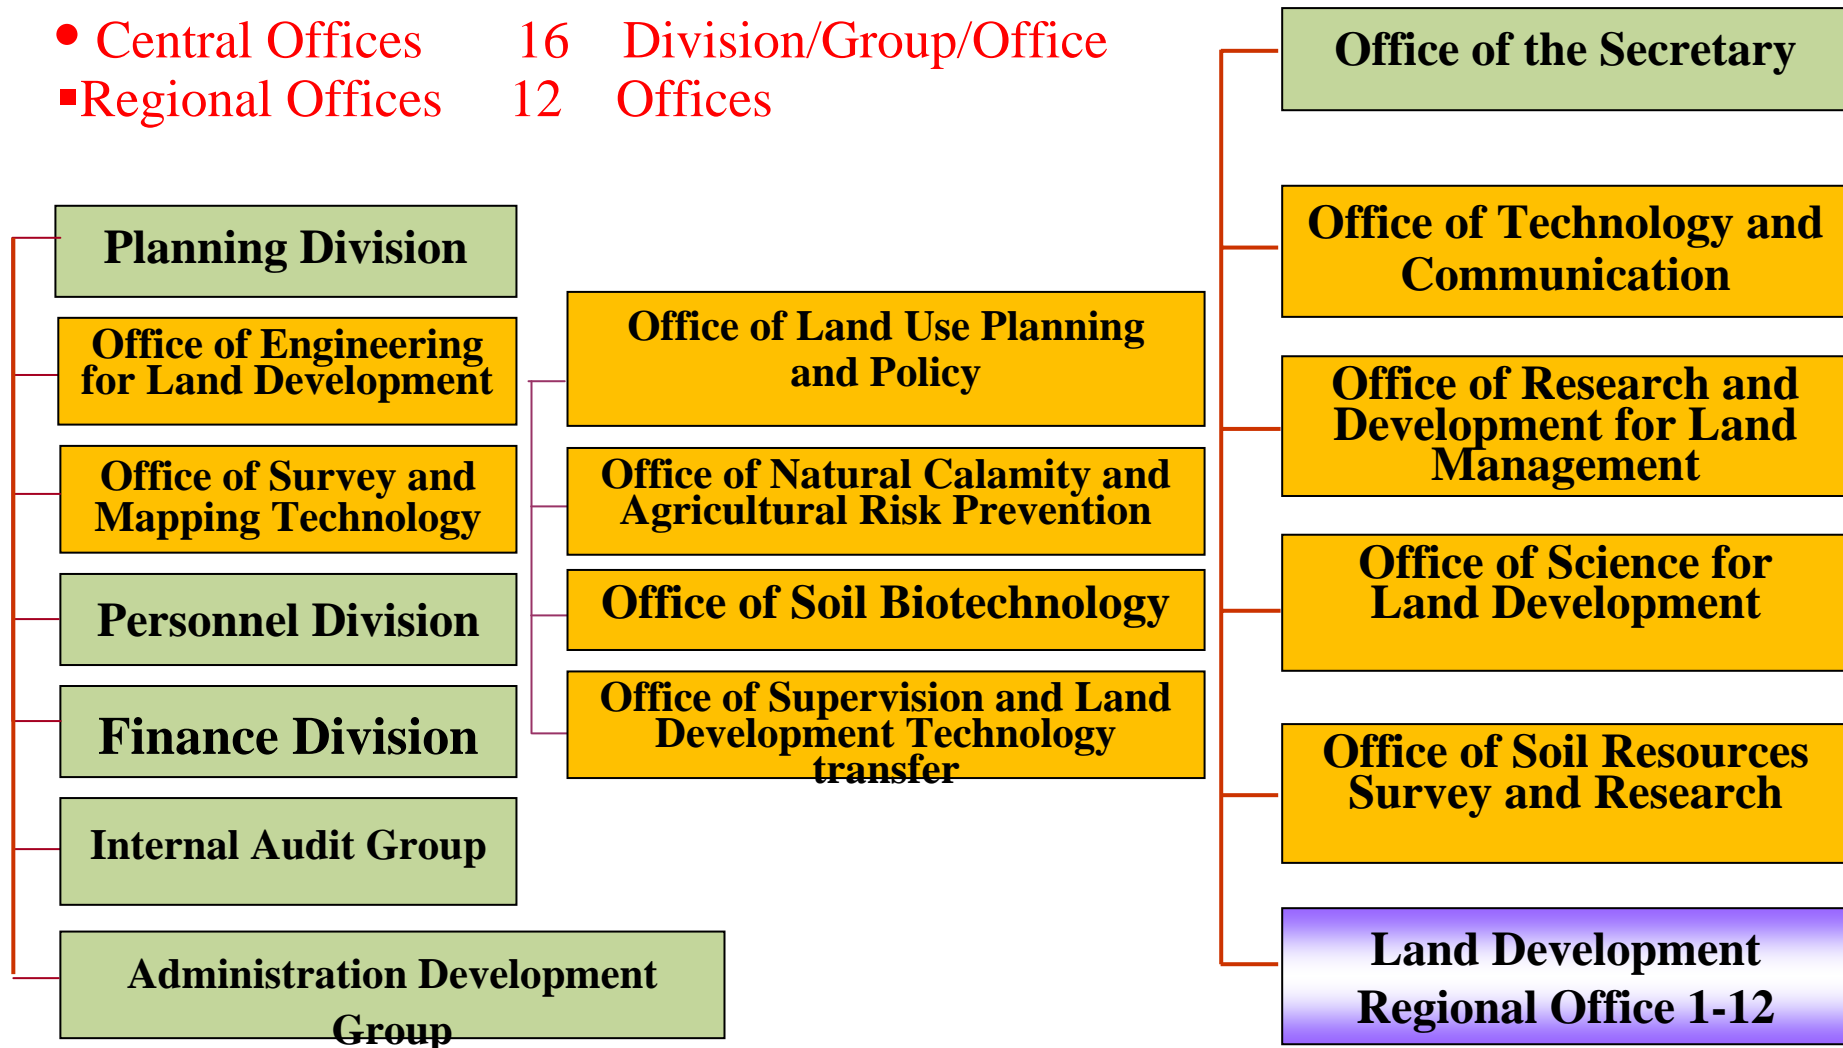 • Central Offices 16 Division/Group/Office
▪Regional Offices 12 Offices
Planning Division
Office of Engineering
for Land Development
Office of Survey and
Mapping Technology
Personnel Division
Finance Division
Internal Audit Group
Administration Development
Group
Office of Land Use Planning
and Policy
Office of Natural Calamity and
Agricultural Risk Prevention
Office of Soil Biotechnology
Office of Supervision and Land
Development Technology
transfer
Office of the Secretary
Office of Technology and
Communication
Office of Research and
Development for Land
Management
Office of Science for
Land Development
Office of Soil Resources
Survey and Research
Land Development
Regional Office 1-12